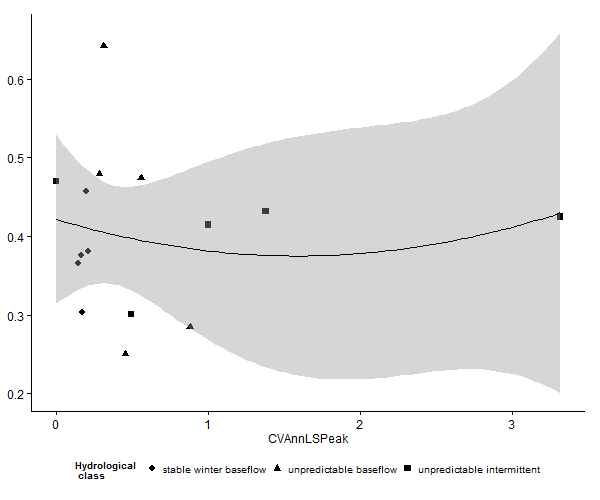 0.6
0.5
0.4
0.3
0.2
0 1 2 3
CVAnnLSPeak
Hydrological
class
stable winter baseflow unpredictable baseflow unpredictable intermittent